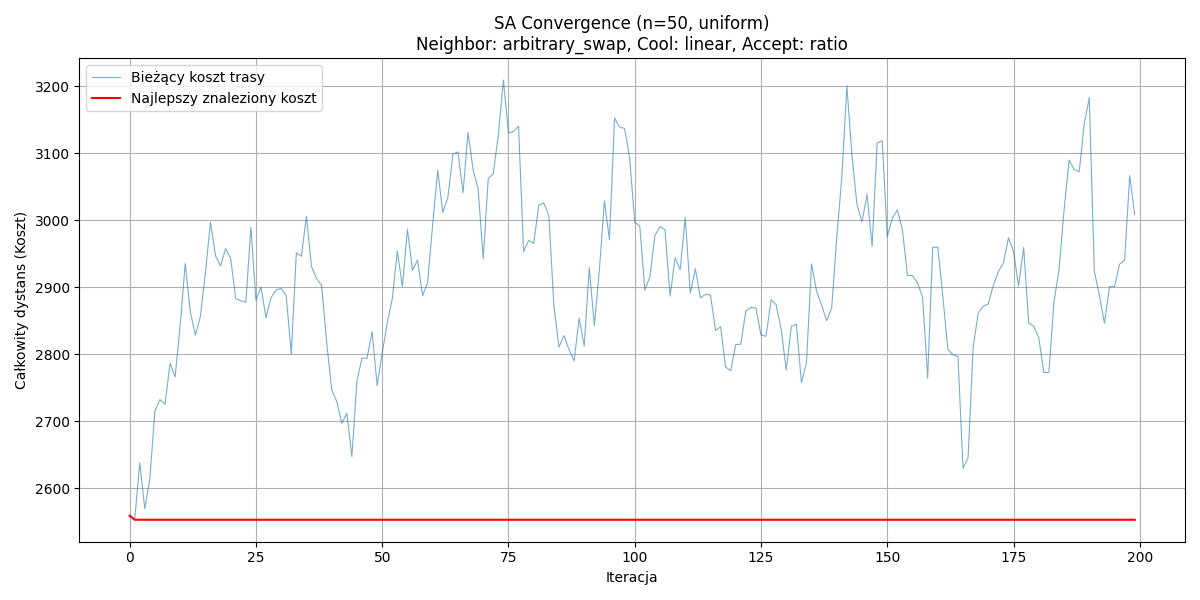 SA Convergence (n=50, uniform)
Neighbor: arbitrary_swap, Cool: linear, Accept: ratio
Bieżący koszt trasy
Najlepszy znaleziony koszt
Całkowity dystans (Koszt)
3200
3100
3000
2900
2800
2700
2600
0 25 50 75 100 125 150 175 200
Iteracja